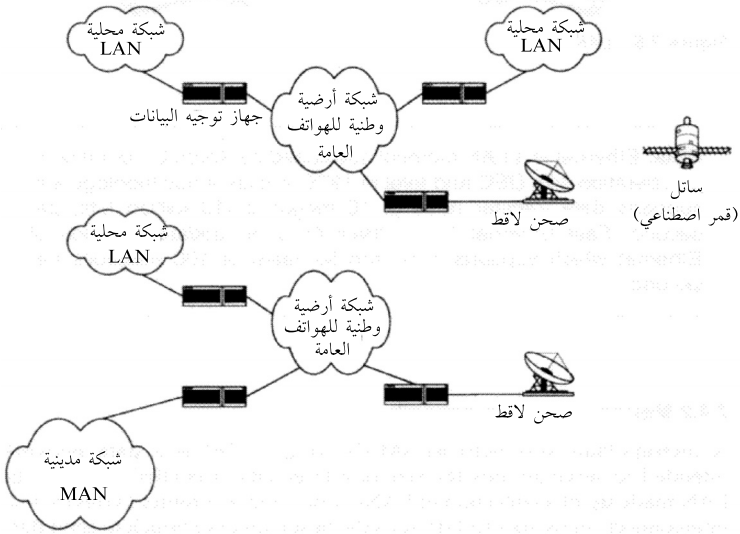 شبكة محلية
LAN
شبكة محلية
LAN
جهاز توجيه البيانات
شبكة أرضية
وطنية للهواتف
العامة
ساتل
(قمر اصطناعي)
صحن لاقط
شبكة محلية
LAN
شبكة أرضية
وطنية للهواتف
العامة
صحن لاقط
شبكة مدينية
MAN